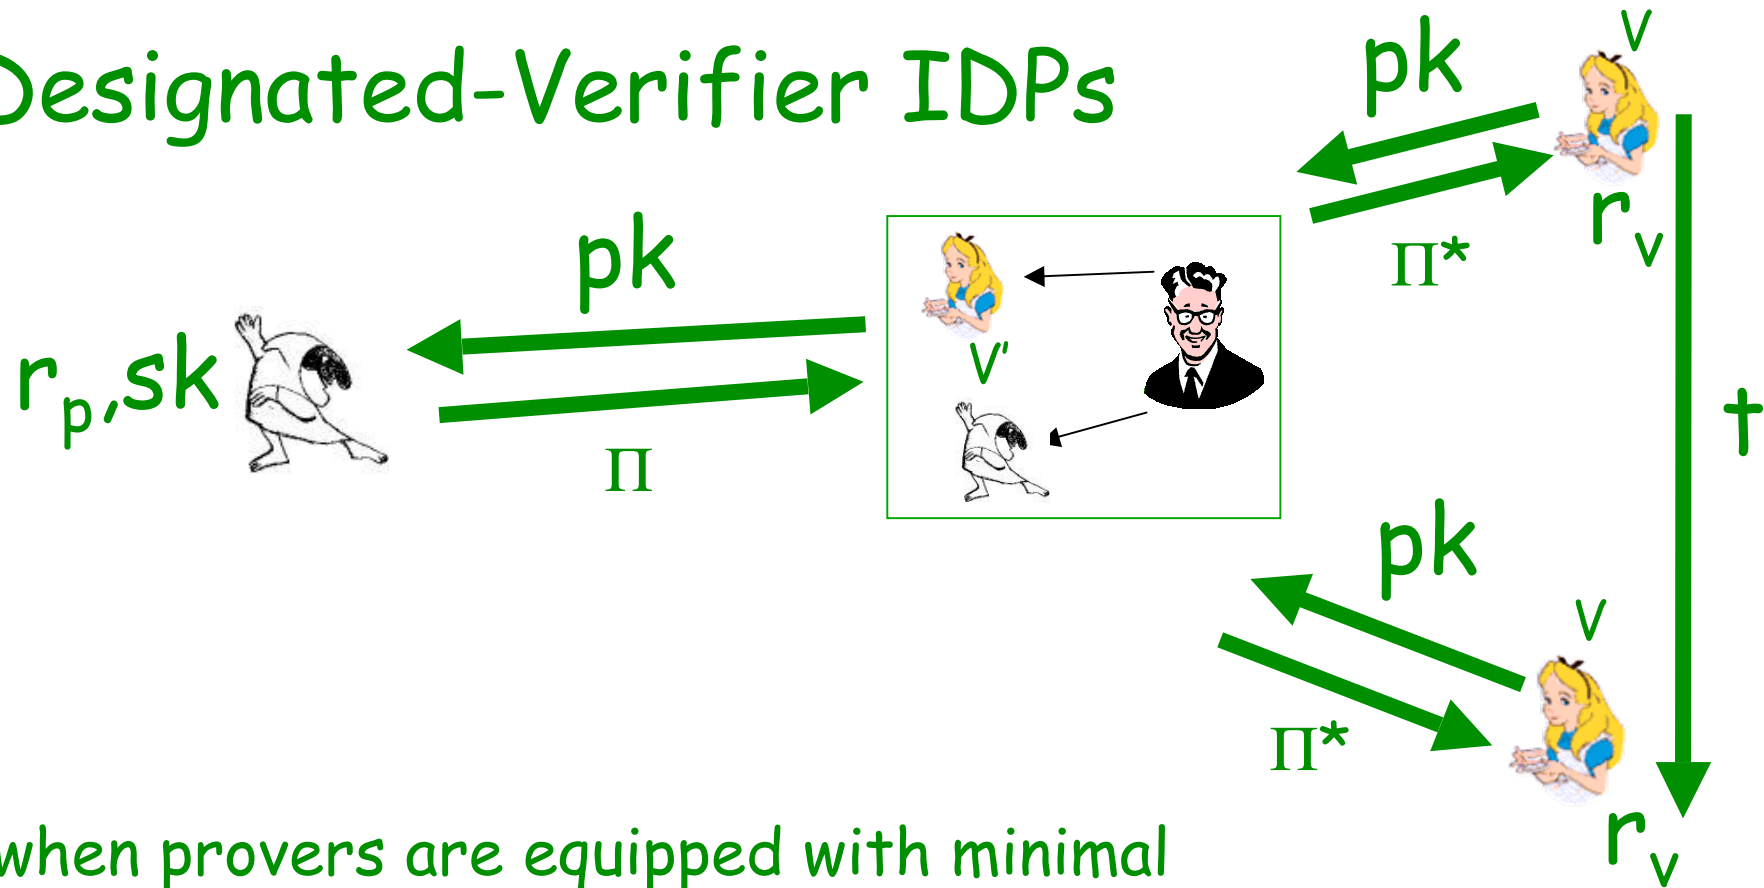 Designated-Verifier IDPs
pk
V
r_v
Π*
pk
r_p,sk
V'
Π
t
pk
V
Π*
r_v
when provers are equipped with minimal